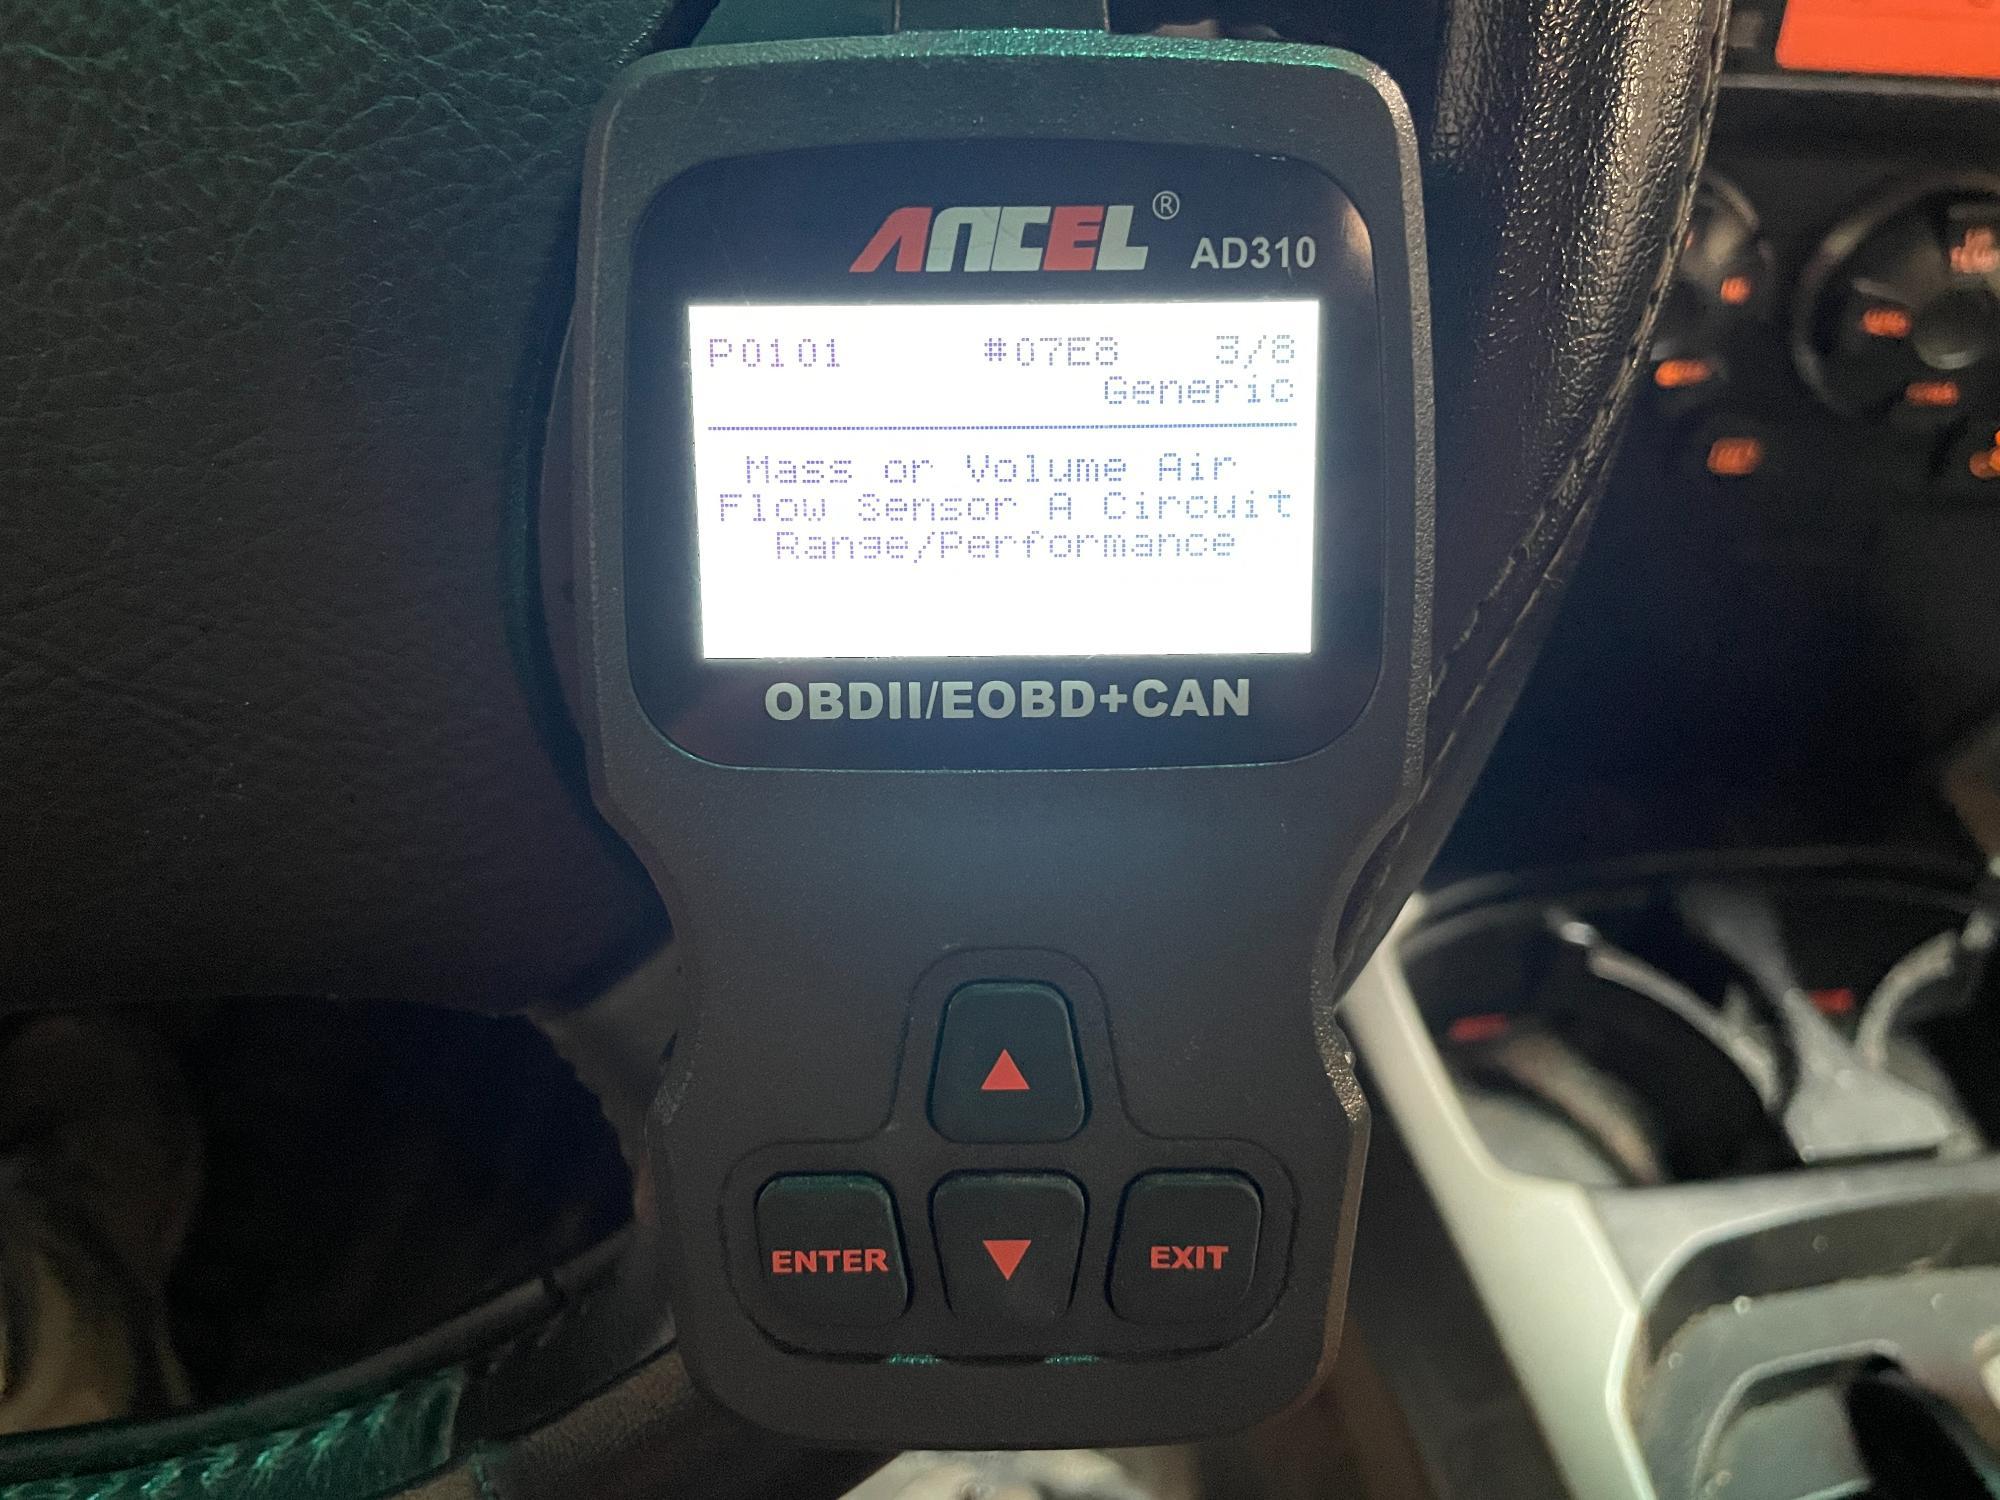 ANCEL® AD310
P0101 #07E8 3/8
Generic
Mass or Volume Air
Flow Sensor A Circuit
Range/Performance
OBDII/EOBD+CAN
ENTER
EXIT